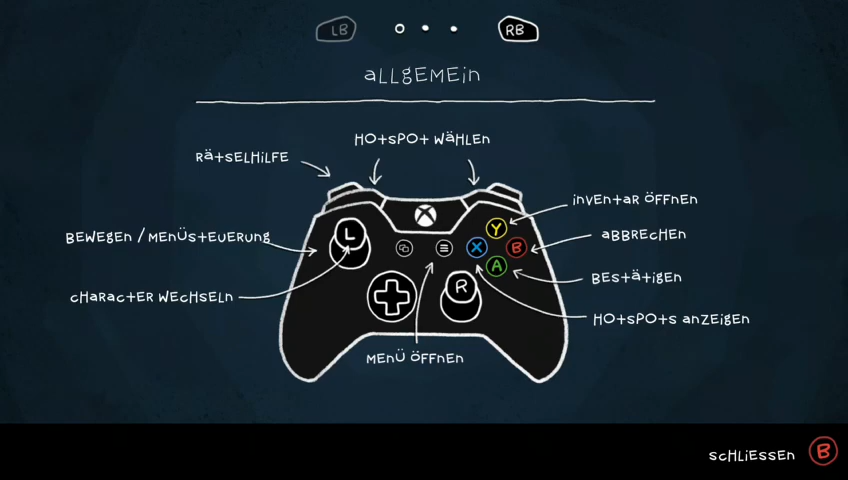 LB
RB
ALLGEMEIN
HOTSPOT WÄHLEN
RÄTSELHILFE
INVENTAR ÖFFNEN
Y
L
BEWEGEN / MENÜSTEUERUNG
ABBRECHEN
X
B
A
BESTÄTIGEN
R
CHARACTER WECHSELN
HOTSPOTS ANZEIGEN
MENÜ ÖFFNEN
SCHLIESSEN B